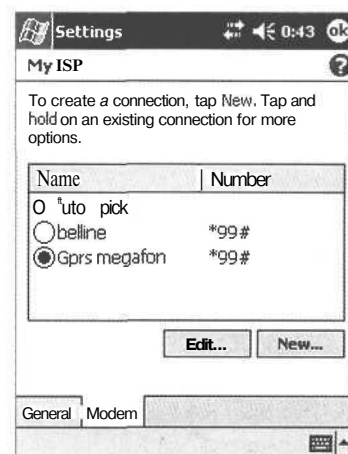 Settings 0:43 ok
My ISP ?
To create a connection, tap New. Tap and
hold on an existing connection for more
options.
Name Number
O ᶠᵗuto pick
belline *99#
Gprs megafon *99#
Edit... New...
General Modem